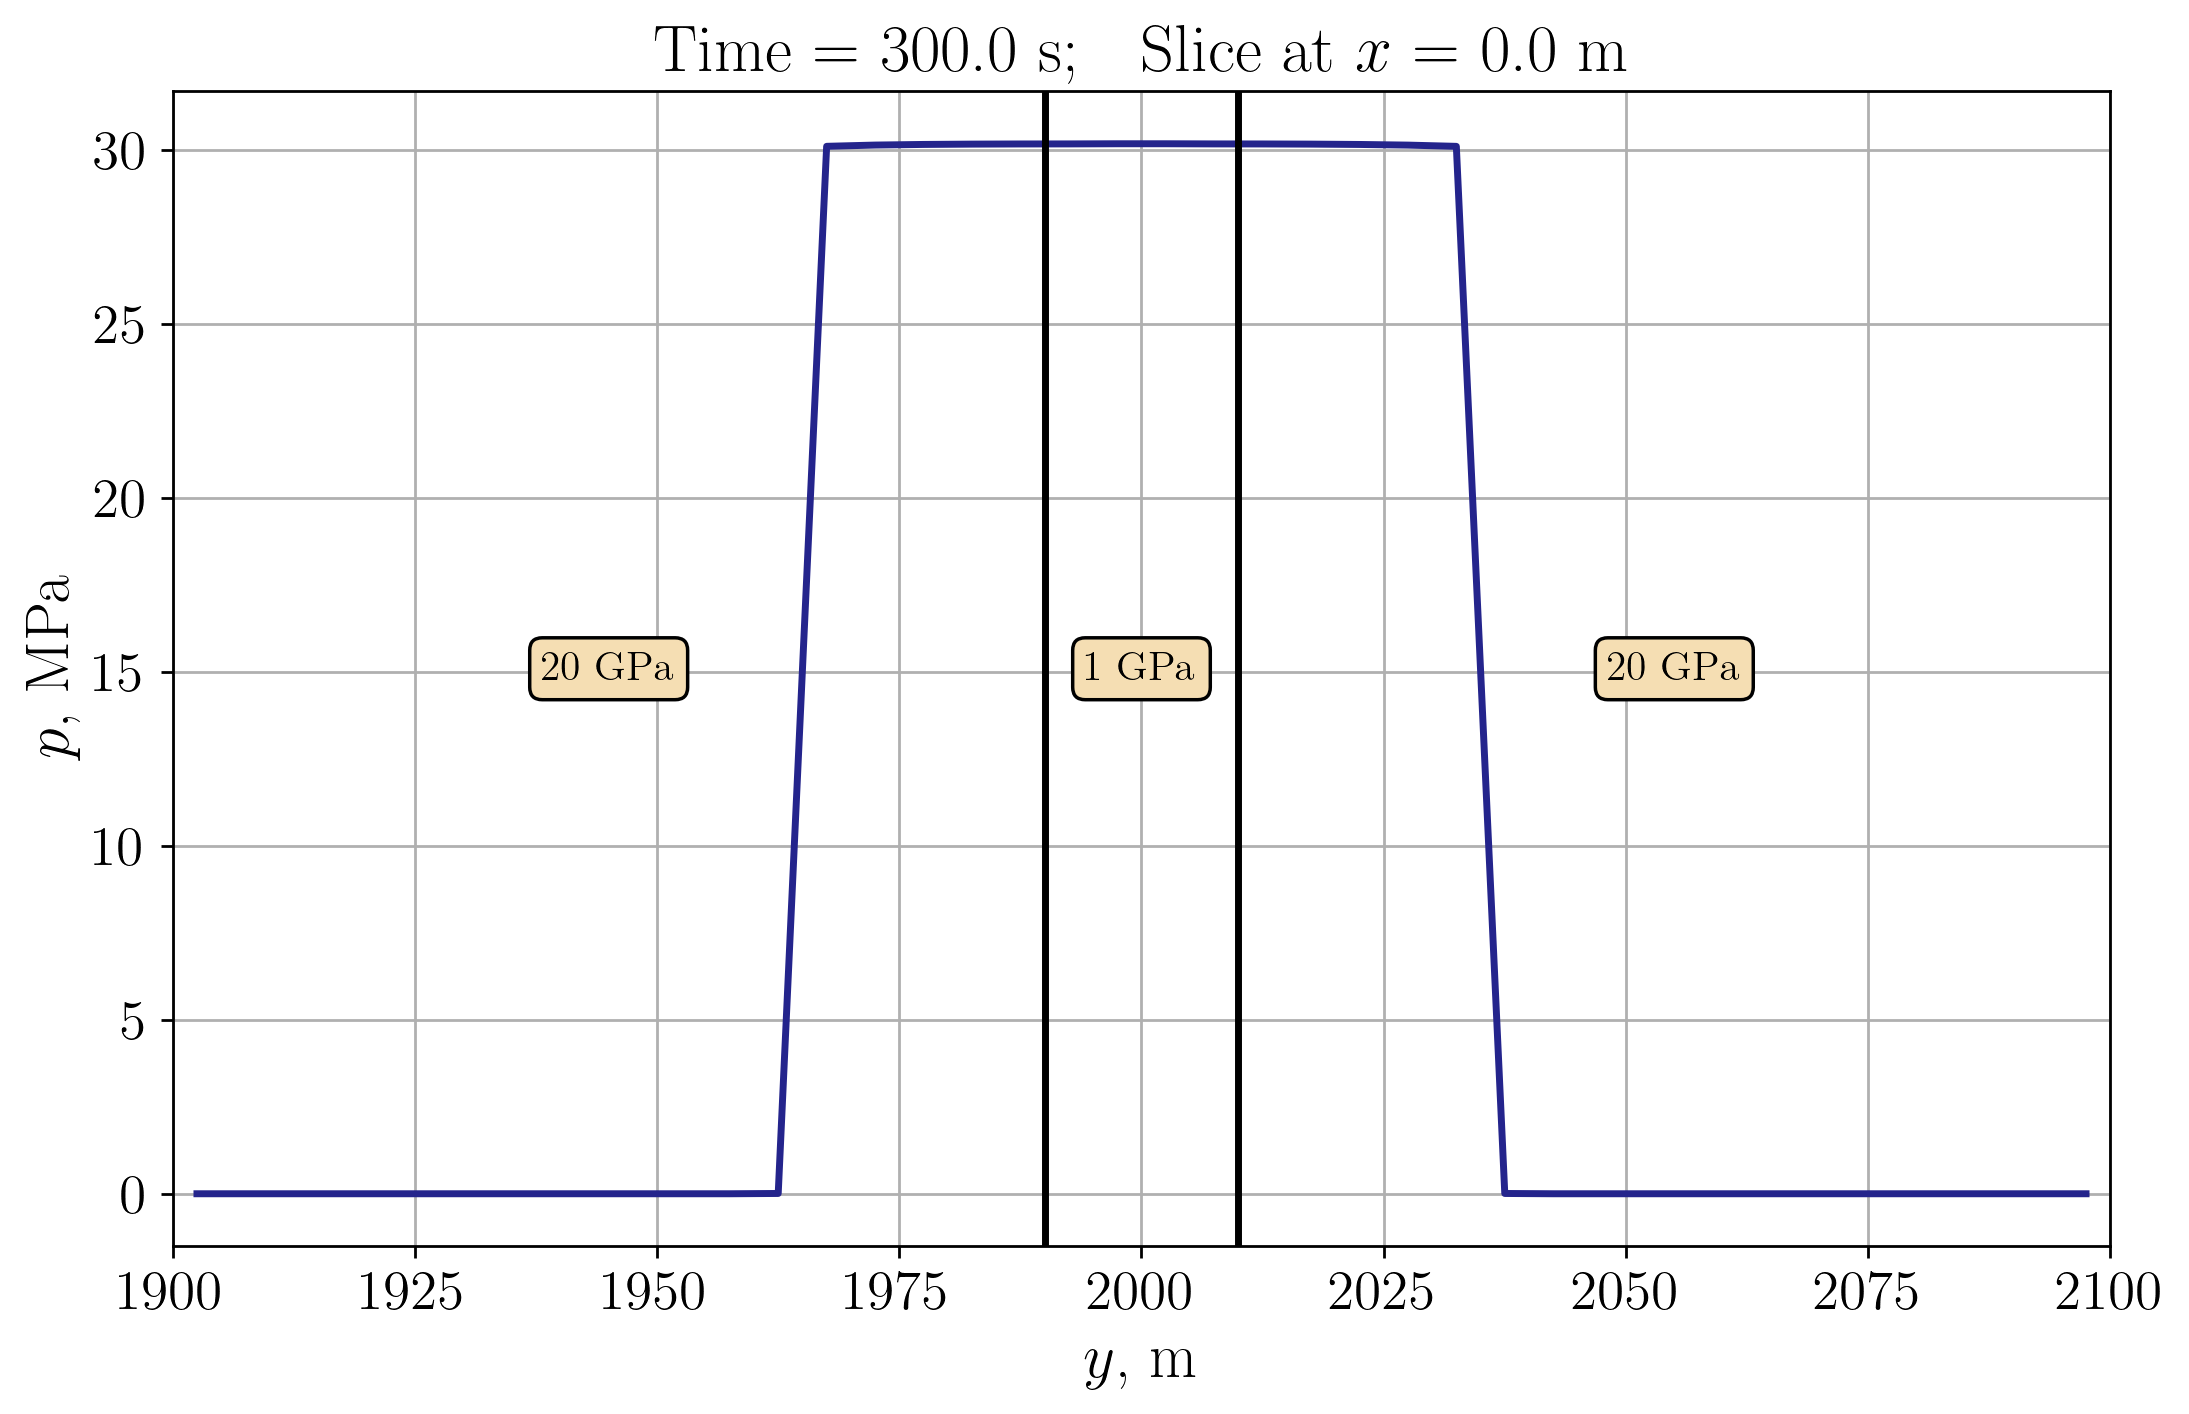 Time = 300.0 s; Slice at x = 0.0 m
30
25
20
15
10
5
0
p, MPa
20 GPa
1 GPa
20 GPa
1900 1925 1950 1975 2000 2025 2050 2075 2100
y, m